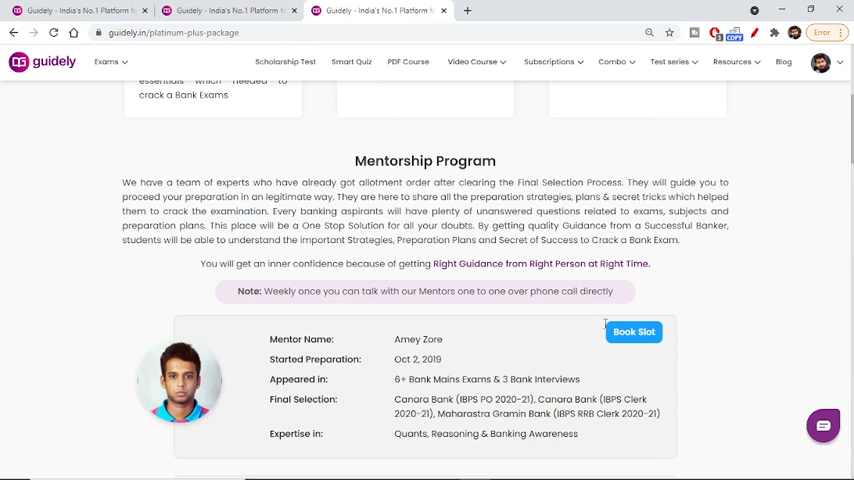 Guidely - India's No.1 Platform for
Guidely - India's No.1 Platform for
Guidely - India's No.1 Platform for
guidely.in/platinum-plus-package
3
COPY
Error
guidely
Exams
Scholarship Test
Smart Quiz
PDF Course
Video Course
Subscriptions
Combo
Test series
Resources
Blog
essentials which needed to
crack a Bank Exams
Mentorship Program
We have a team of experts who have already got allotment order after clearing the Final Selection Process. They will guide you to
proceed your preparation in an legitimate way. They are here to share all the preparation strategies, plans & secret tricks which helped
them to crack the examination. Every banking aspirants will have plenty of unanswered questions related to exams, subjects and
preparation plans. This place will be a One Stop Solution for all your doubts. By getting quality Guidance from a Successful Banker,
students will be able to understand the important Strategies, Preparation Plans and Secret of Success to Crack a Bank Exam.
You will get an inner confidence because of getting Right Guidance from Right Person at Right Time.
Note: Weekly once you can talk with our Mentors one to one over phone call directly
Book Slot
Mentor Name: Amey Zore
Started Preparation: Oct 2, 2019
Appeared in: 6+ Bank Mains Exams & 3 Bank Interviews
Final Selection: Canara Bank (IBPS PO 2020-21), Canara Bank (IBPS Clerk
2020-21), Maharastra Gramin Bank (IBPS RRB Clerk 2020-21)
Expertise in: Quants, Reasoning & Banking Awareness